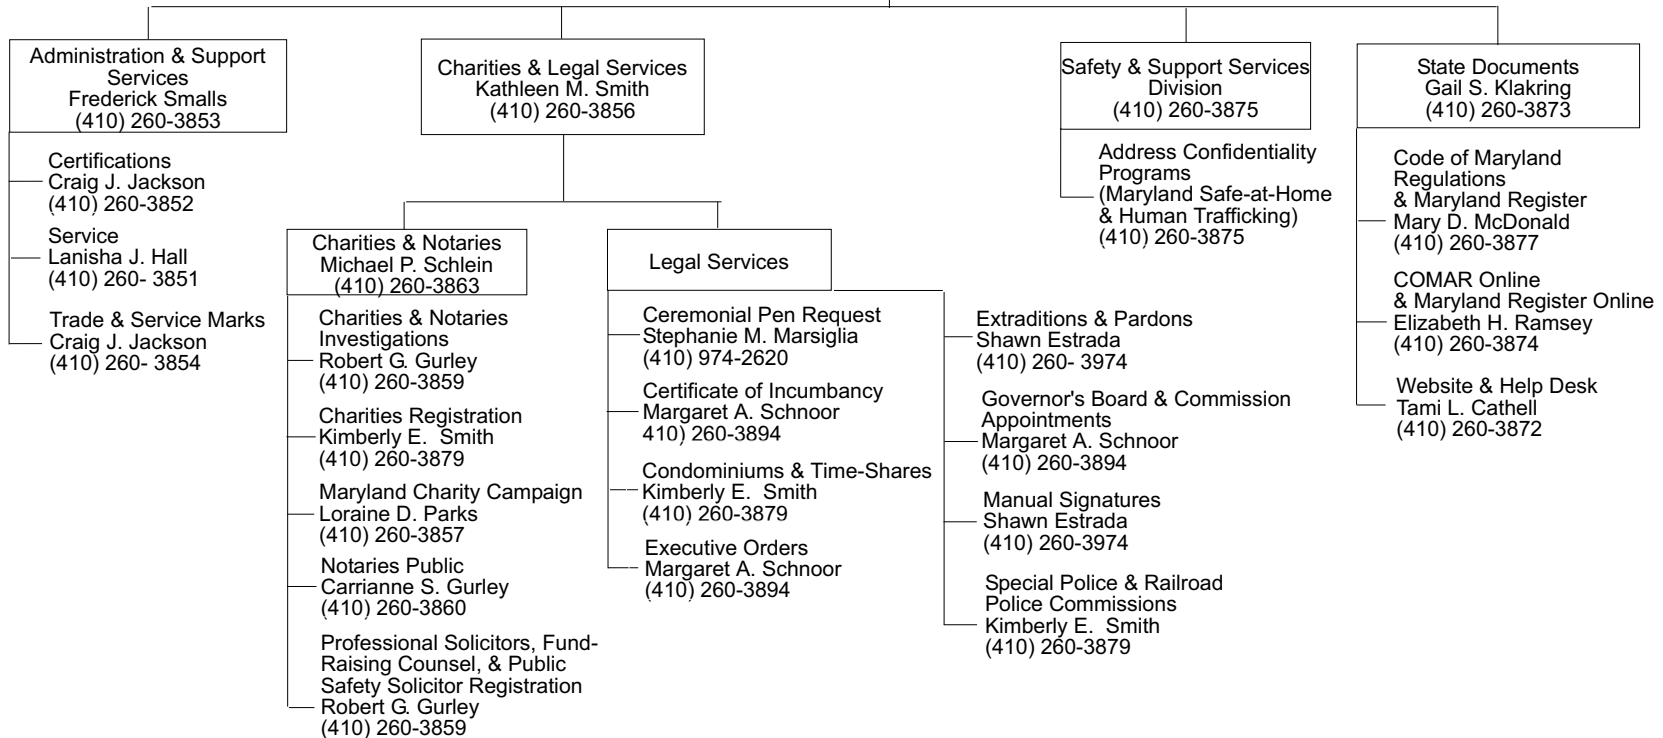 Administration & Support
Services
Frederick Smalls
(410) 260-3853
Certifications
Craig J. Jackson
(410) 260-3852
Service
Lanisha J. Hall
(410) 260- 3851
Trade & Service Marks
Craig J. Jackson
(410) 260- 3854
Charities & Legal Services
Kathleen M. Smith
(410) 260-3856
Charities & Notaries
Michael P. Schlein
(410) 260-3863
Charities & Notaries
Investigations
Robert G. Gurley
(410) 260-3859
Charities Registration
Kimberly E.  Smith
(410) 260-3879
Maryland Charity Campaign
Loraine D. Parks
(410) 260-3857
Notaries Public
Carrianne S. Gurley
(410) 260-3860
Professional Solicitors, Fund-
Raising Counsel, & Public
Safety Solicitor Registration
Robert G. Gurley
(410) 260-3859
Legal Services
Ceremonial Pen Request
Stephanie M. Marsiglia
(410) 974-2620
Certificate of Incumbancy
Margaret A. Schnoor
410) 260-3894
Condominiums & Time-Shares
Kimberly E.  Smith
(410) 260-3879
Executive Orders
Margaret A. Schnoor
(410) 260-3894
Extraditions & Pardons
Shawn Estrada
(410) 260- 3974
Governor's Board & Commission
Appointments
Margaret A. Schnoor
(410) 260-3894
Manual Signatures
Shawn Estrada
(410) 260-3974
Special Police & Railroad
Police Commissions
Kimberly E.  Smith
(410) 260-3879
Safety & Support Services
Division
(410) 260-3875
Address Confidentiality
Programs
(Maryland Safe-at-Home
& Human Trafficking)
(410) 260-3875
State Documents
Gail S. Klakring
(410) 260-3873
Code of Maryland
Regulations
& Maryland Register
Mary D. McDonald
(410) 260-3877
COMAR Online
& Maryland Register Online
Elizabeth H. Ramsey
(410) 260-3874
Website & Help Desk
Tami L. Cathell
(410) 260-3872